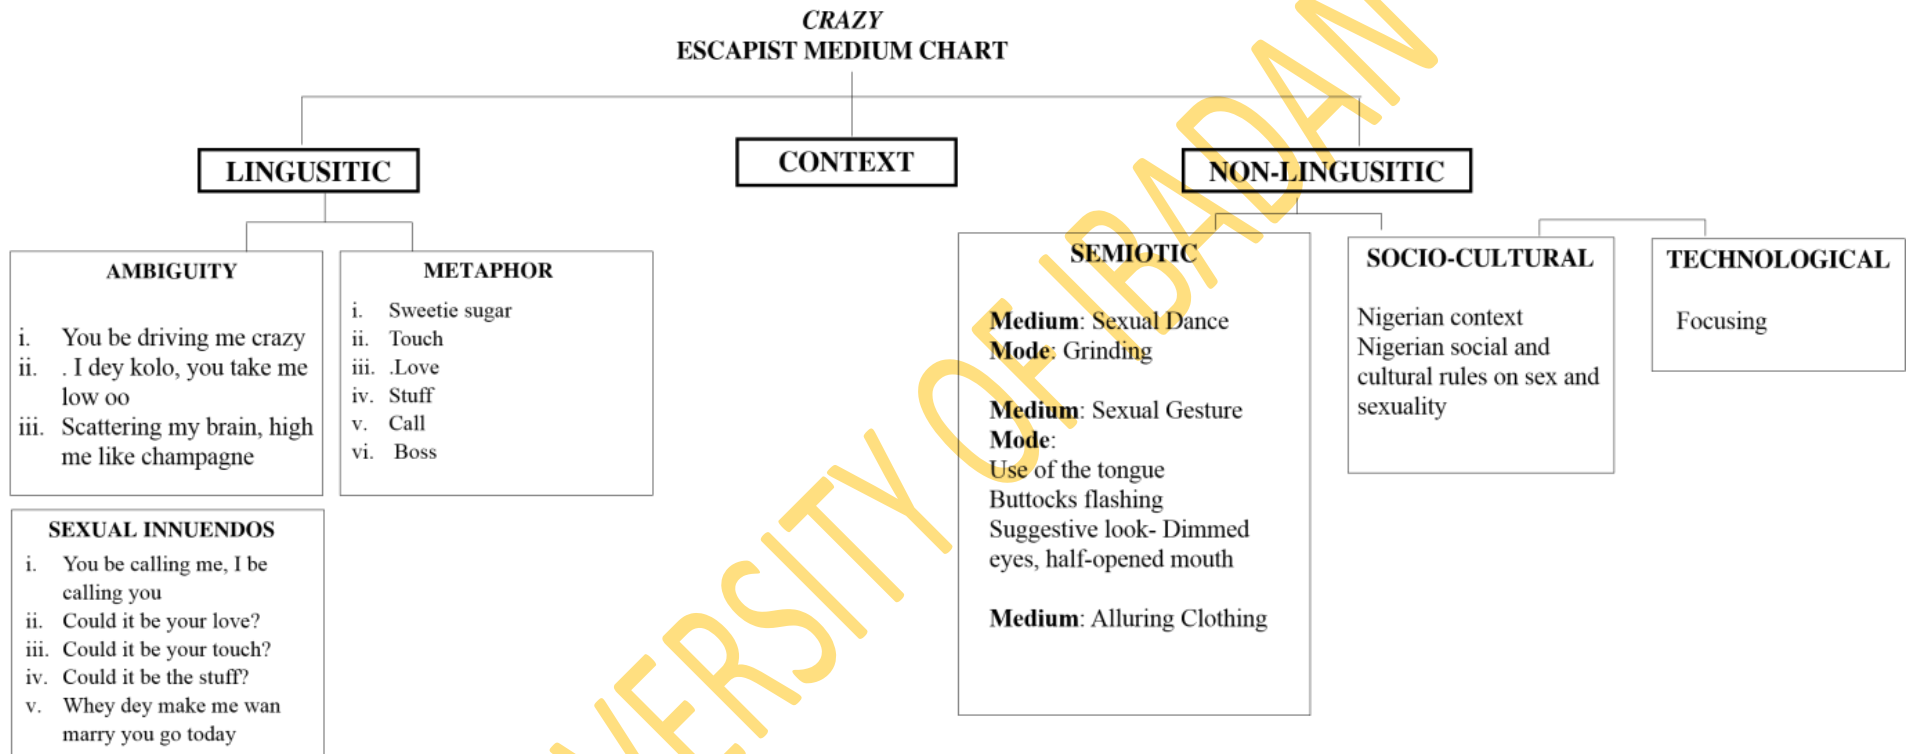 CRAZY
ESCAPIST MEDIUM CHART
LINGUSITIC
CONTEXT
NON-LINGUSITIC
AMBIGUITY
i. You be driving me crazy
ii. . I dey kolo, you take me
low oo
iii. Scattering my brain, high
me like champagne
METAPHOR
i. Sweetie sugar
ii. Touch
iii. .Love
iv. Stuff
v. Call
vi. Boss
SEXUAL INNUENDOS
i. You be calling me, I be
calling you
ii. Could it be your love?
iii. Could it be your touch?
iv. Could it be the stuff?
v. Whey dey make me wan
marry you go today
SEMIOTIC
Medium: Sexual Dance
Mode: Grinding
Medium: Sexual Gesture
Mode:
Use of the tongue
Buttocks flashing
Suggestive look- Dimmed
eyes, half-opened mouth
Medium: Alluring Clothing
SOCIO-CULTURAL
Nigerian context
Nigerian social and
cultural rules on sex and
sexuality
TECHNOLOGICAL
Focusing
VERSITY OF IBADAN